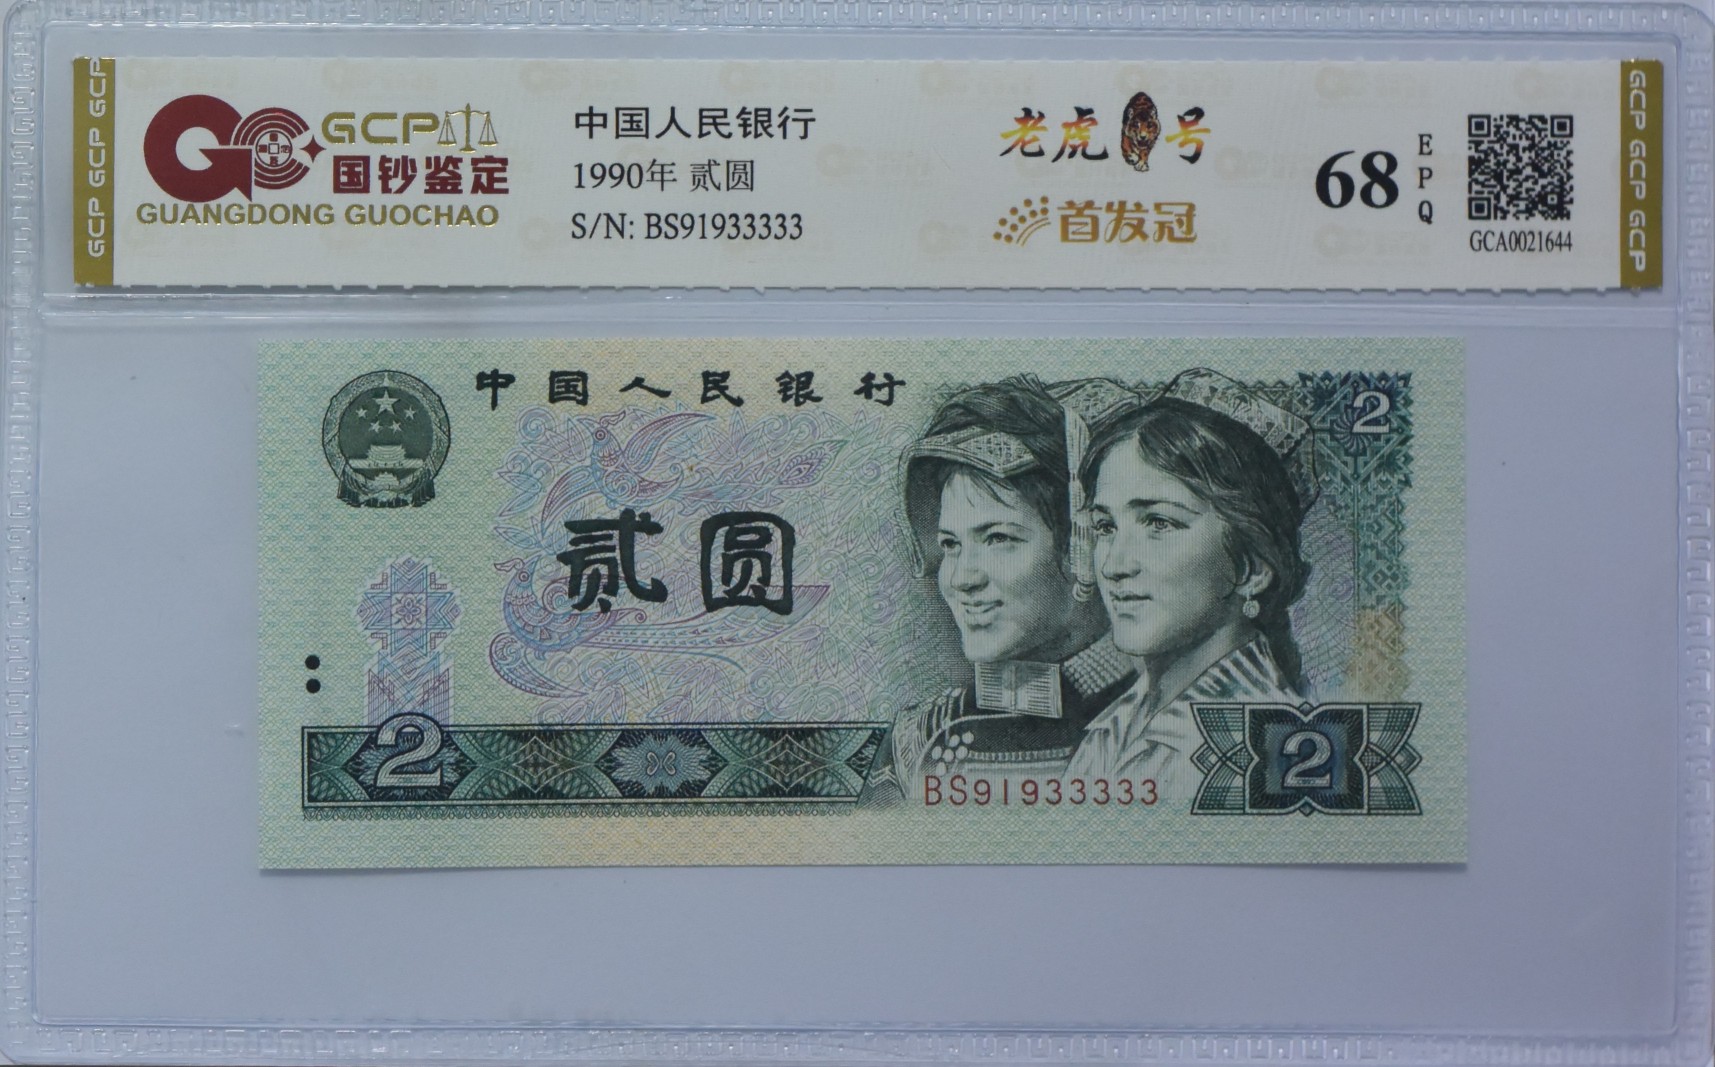 GCP GCP GCP
GCP
国钞鉴定
GUANGDONG GUOCHAO
中国人民银行
1990年 贰圆
S/N: BS91933333
老虎号
首发冠
68
EPQ
GCA0021644
GCP GCP GCP
中国人民银行
2
贰圆
2
2
BS91933333